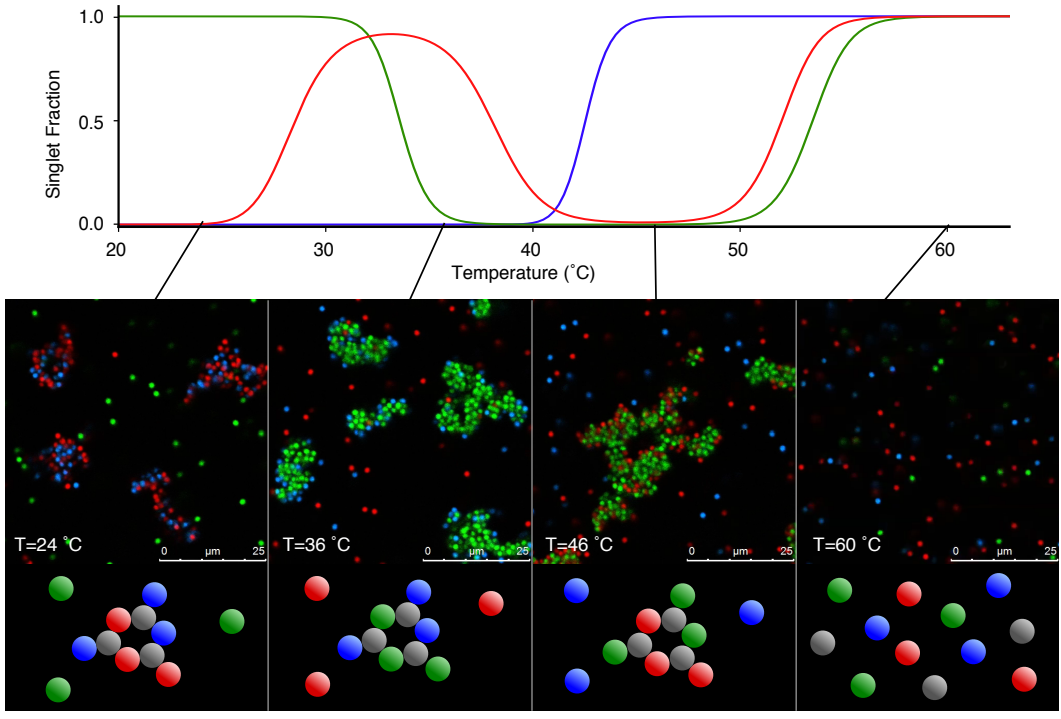 1.0
Singlet Fraction
0.5
0.0
20 30 40 50 60
Temperature (˚C)
T=24 ˚C 0 µm 25
T=36 ˚C 0 µm 25
T=46 ˚C 0 µm 25
T=60 ˚C 0 µm 25